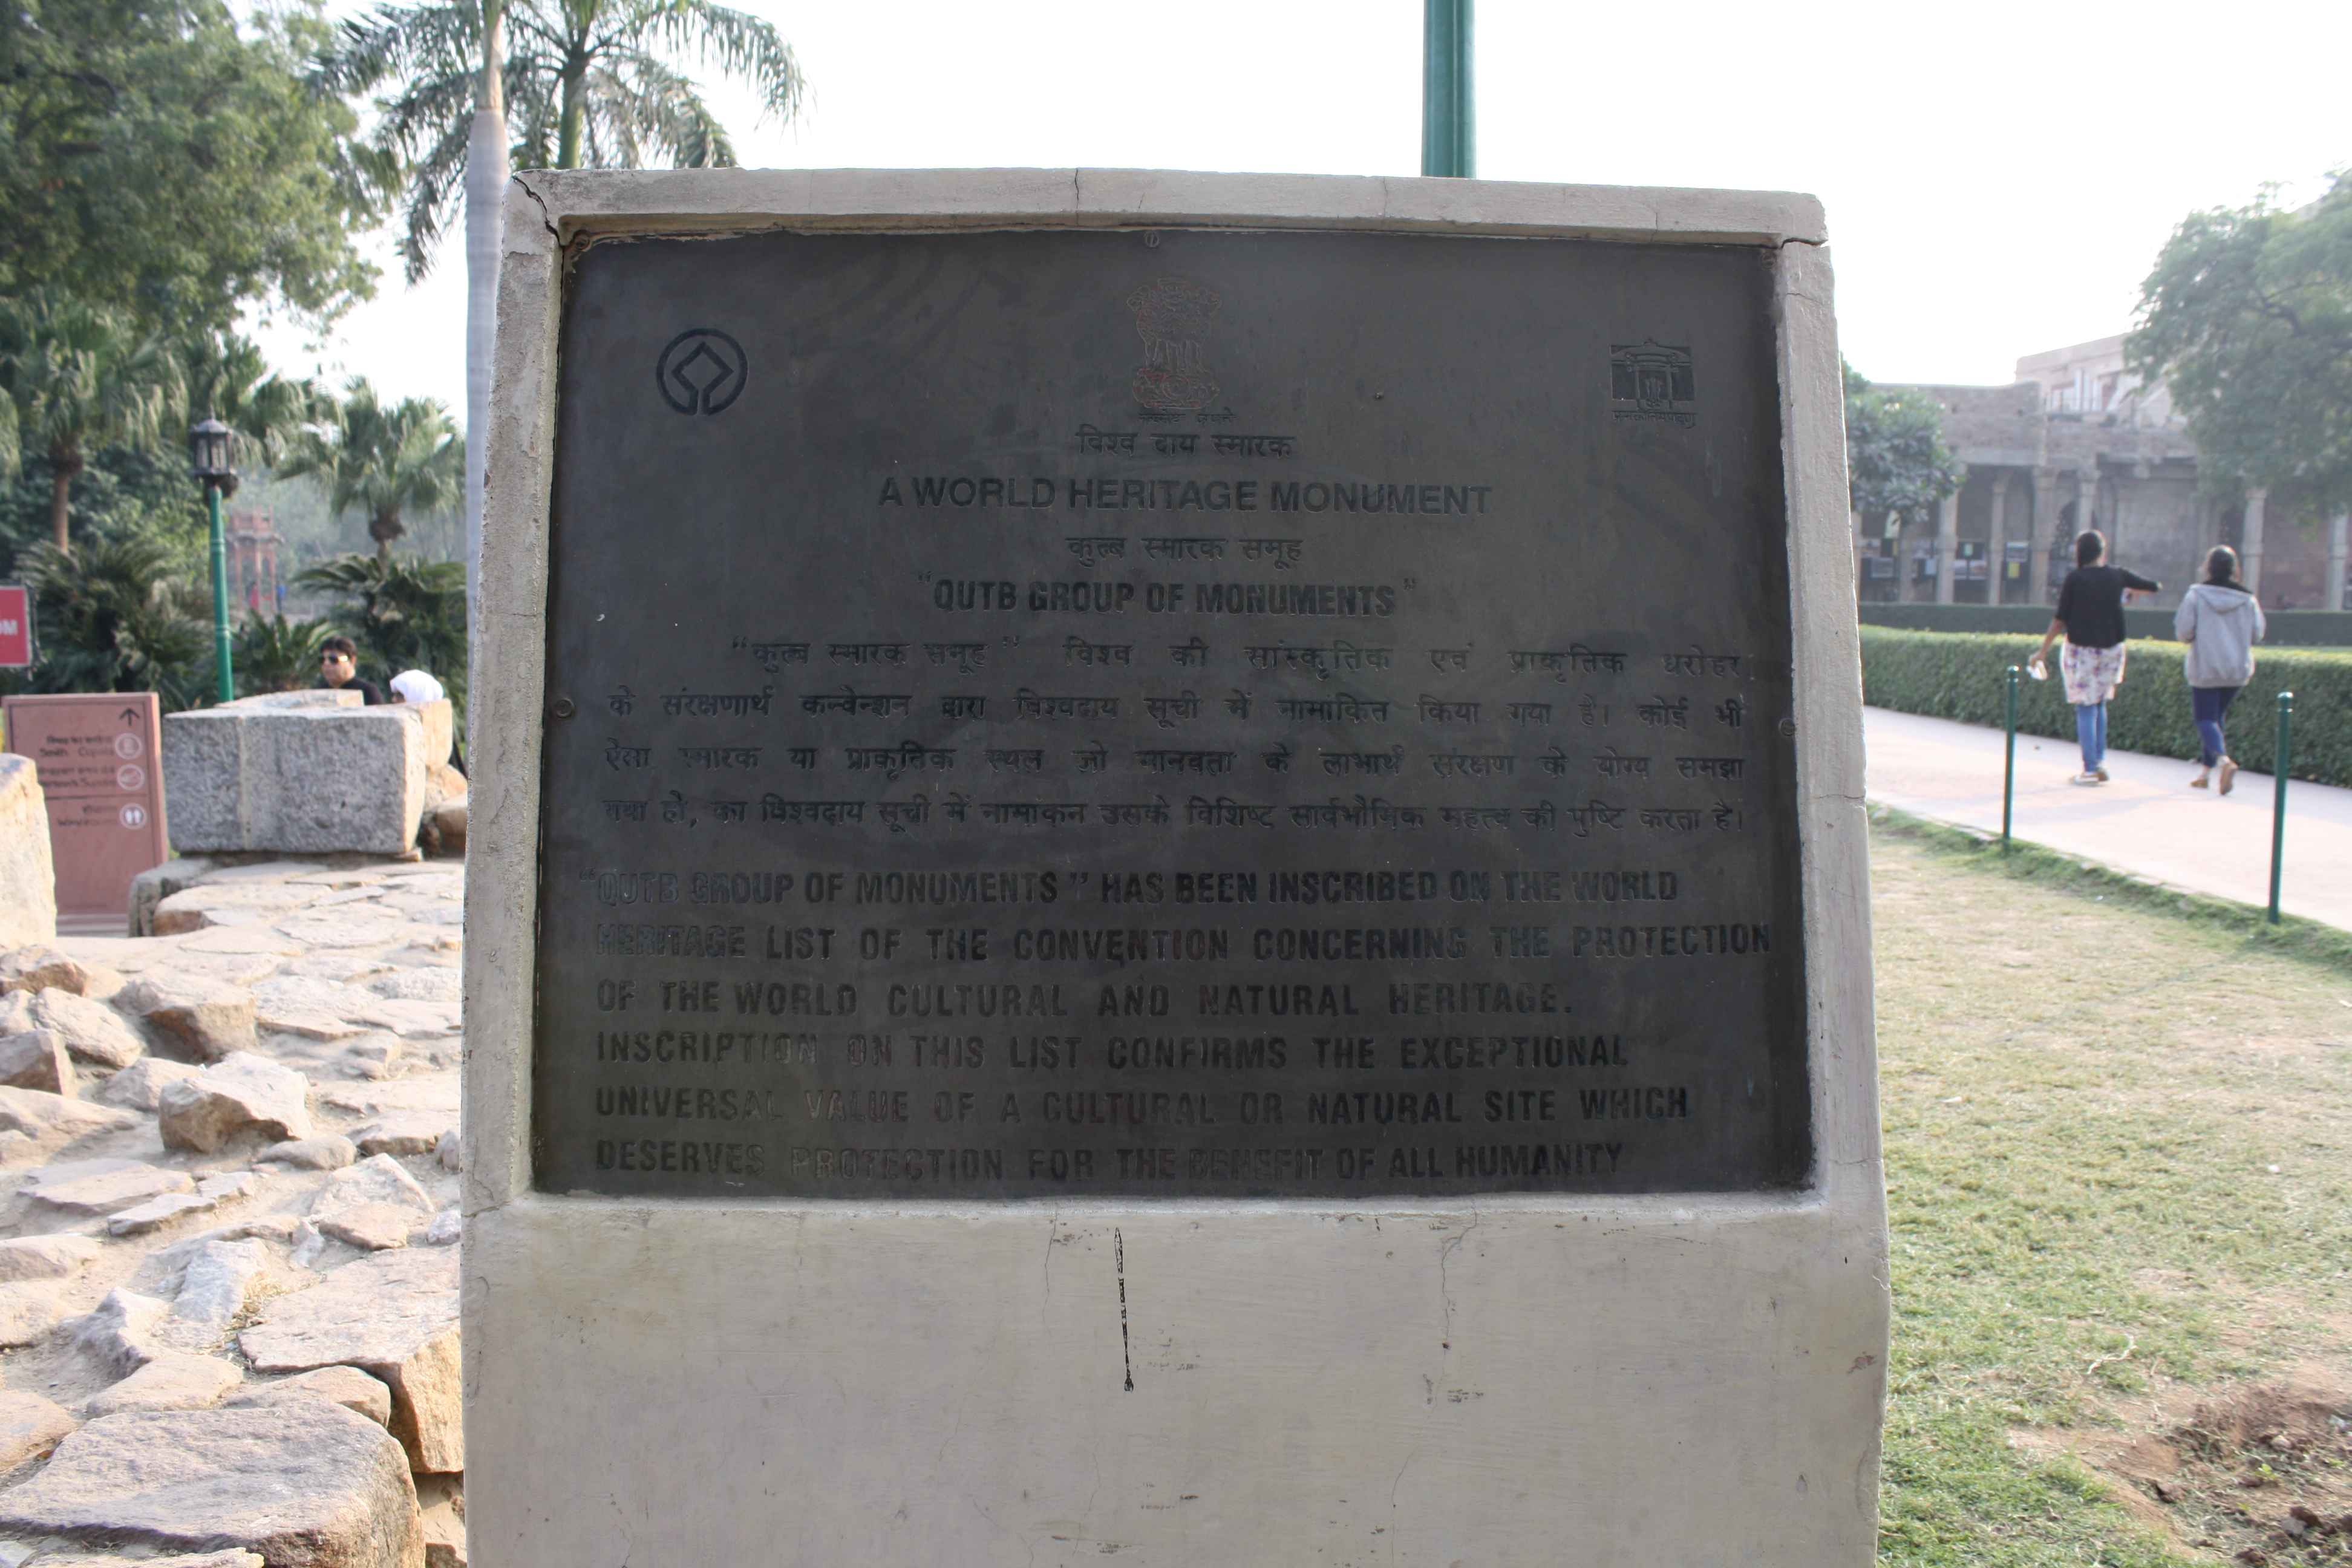 सत्यमेव जयते
विश्व दाय स्मारक
A WORLD HERITAGE MONUMENT
कुतुब स्मारक समूह
"QUTB GROUP OF MONUMENTS"
"कुतुब स्मारक समूह" विश्व की सांस्कृतिक एवं प्राकृतिक धरोहर
के संरक्षणार्थ कन्वेन्शन द्वारा विश्वदाय सूची में नामांकित किया गया है। कोई भी
ऐसा स्मारक या प्राकृतिक स्थल जो मानवता के लाभार्थ संरक्षण के योग्य समझा
गया हो, का विश्वदाय सूची में नामांकन उसके विशिष्ट सार्वभौमिक महत्व की पुष्टि करता है।
"QUTB GROUP OF MONUMENTS" HAS BEEN INSCRIBED ON THE WORLD
HERITAGE LIST OF THE CONVENTION CONCERNING THE PROTECTION
OF THE WORLD CULTURAL AND NATURAL HERITAGE.
INSCRIPTION ON THIS LIST CONFIRMS THE EXCEPTIONAL
UNIVERSAL VALUE OF A CULTURAL OR NATURAL SITE WHICH
DESERVES PROTECTION FOR THE BENEFIT OF ALL HUMANITY